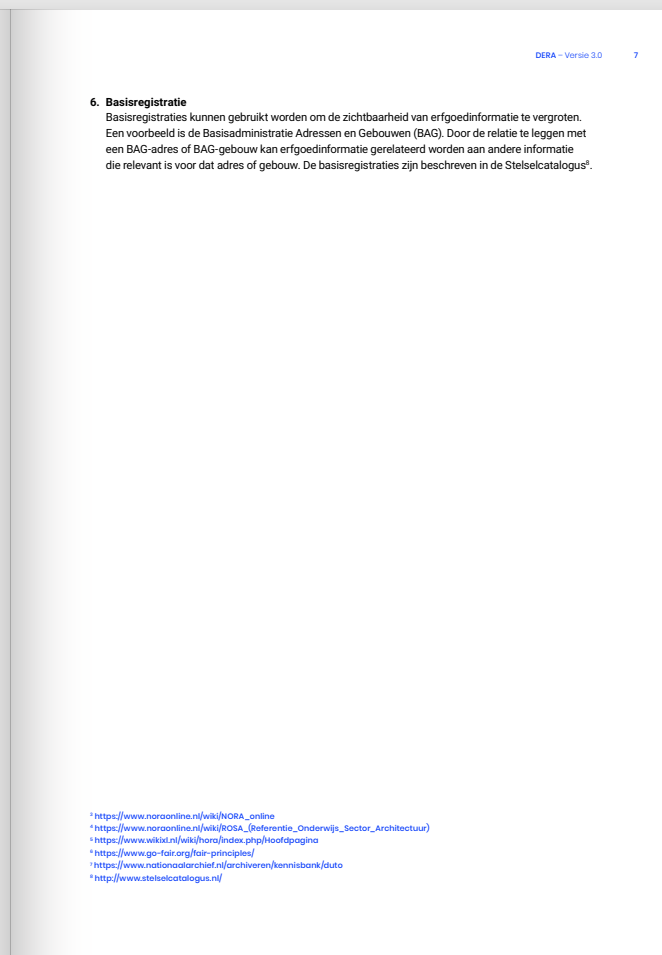 DERA – Versie 3.0 7
6. Basisregistratie
Basisregistraties kunnen gebruikt worden om de zichtbaarheid van erfgoedinformatie te vergroten.
Een voorbeeld is de Basisadministratie Adressen en Gebouwen (BAG). Door de relatie te leggen met
een BAG-adres of BAG-gebouw kan erfgoedinformatie gerelateerd worden aan andere informatie
die relevant is voor dat adres of gebouw. De basisregistraties zijn beschreven in de Stelselcatalogus⁸.
³ https://www.noraonline.nl/wiki/NORA_online
⁴ https://www.noraonline.nl/wiki/ROSA_(Referentie_Onderwijs_Sector_Architectuur)
⁵ https://www.wikixl.nl/wiki/hora/index.php/Hoofdpagina
⁶ https://www.go-fair.org/fair-principles/
⁷ https://www.nationaalarchief.nl/archiveren/kennisbank/duto
⁸ http://www.stelselcatalogus.nl/